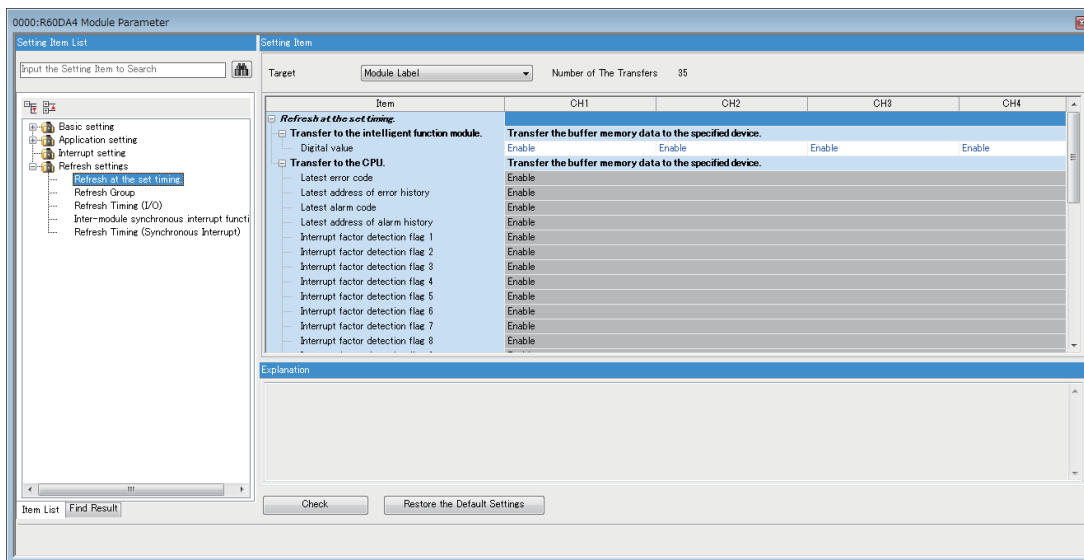 0000:R60DA4 Module Parameter
Setting Item List
Input the Setting Item to Search
Basic setting
Application setting
Interrupt setting
Refresh settings
Refresh at the set timing.
Refresh Group
Refresh Timing (I/O)
Inter-module synchronous interrupt functi
Refresh Timing (Synchronous Interrupt)
Item List Find Result
Setting Item
Target Module Label Number of The Transfers 35
Item CH1 CH2 CH3 CH4
Refresh at the set timing.
Transfer to the intelligent function module. Transfer the buffer memory data to the specified device.
Digital value Enable Enable Enable Enable
Transfer to the CPU. Transfer the buffer memory data to the specified device.
Latest error code Enable
Latest address of error history Enable
Latest alarm code Enable
Latest address of alarm history Enable
Interrupt factor detection flag 1 Enable
Interrupt factor detection flag 2 Enable
Interrupt factor detection flag 3 Enable
Interrupt factor detection flag 4 Enable
Interrupt factor detection flag 5 Enable
Interrupt factor detection flag 6 Enable
Interrupt factor detection flag 7 Enable
Interrupt factor detection flag 8 Enable
Explanation
Check Restore the Default Settings